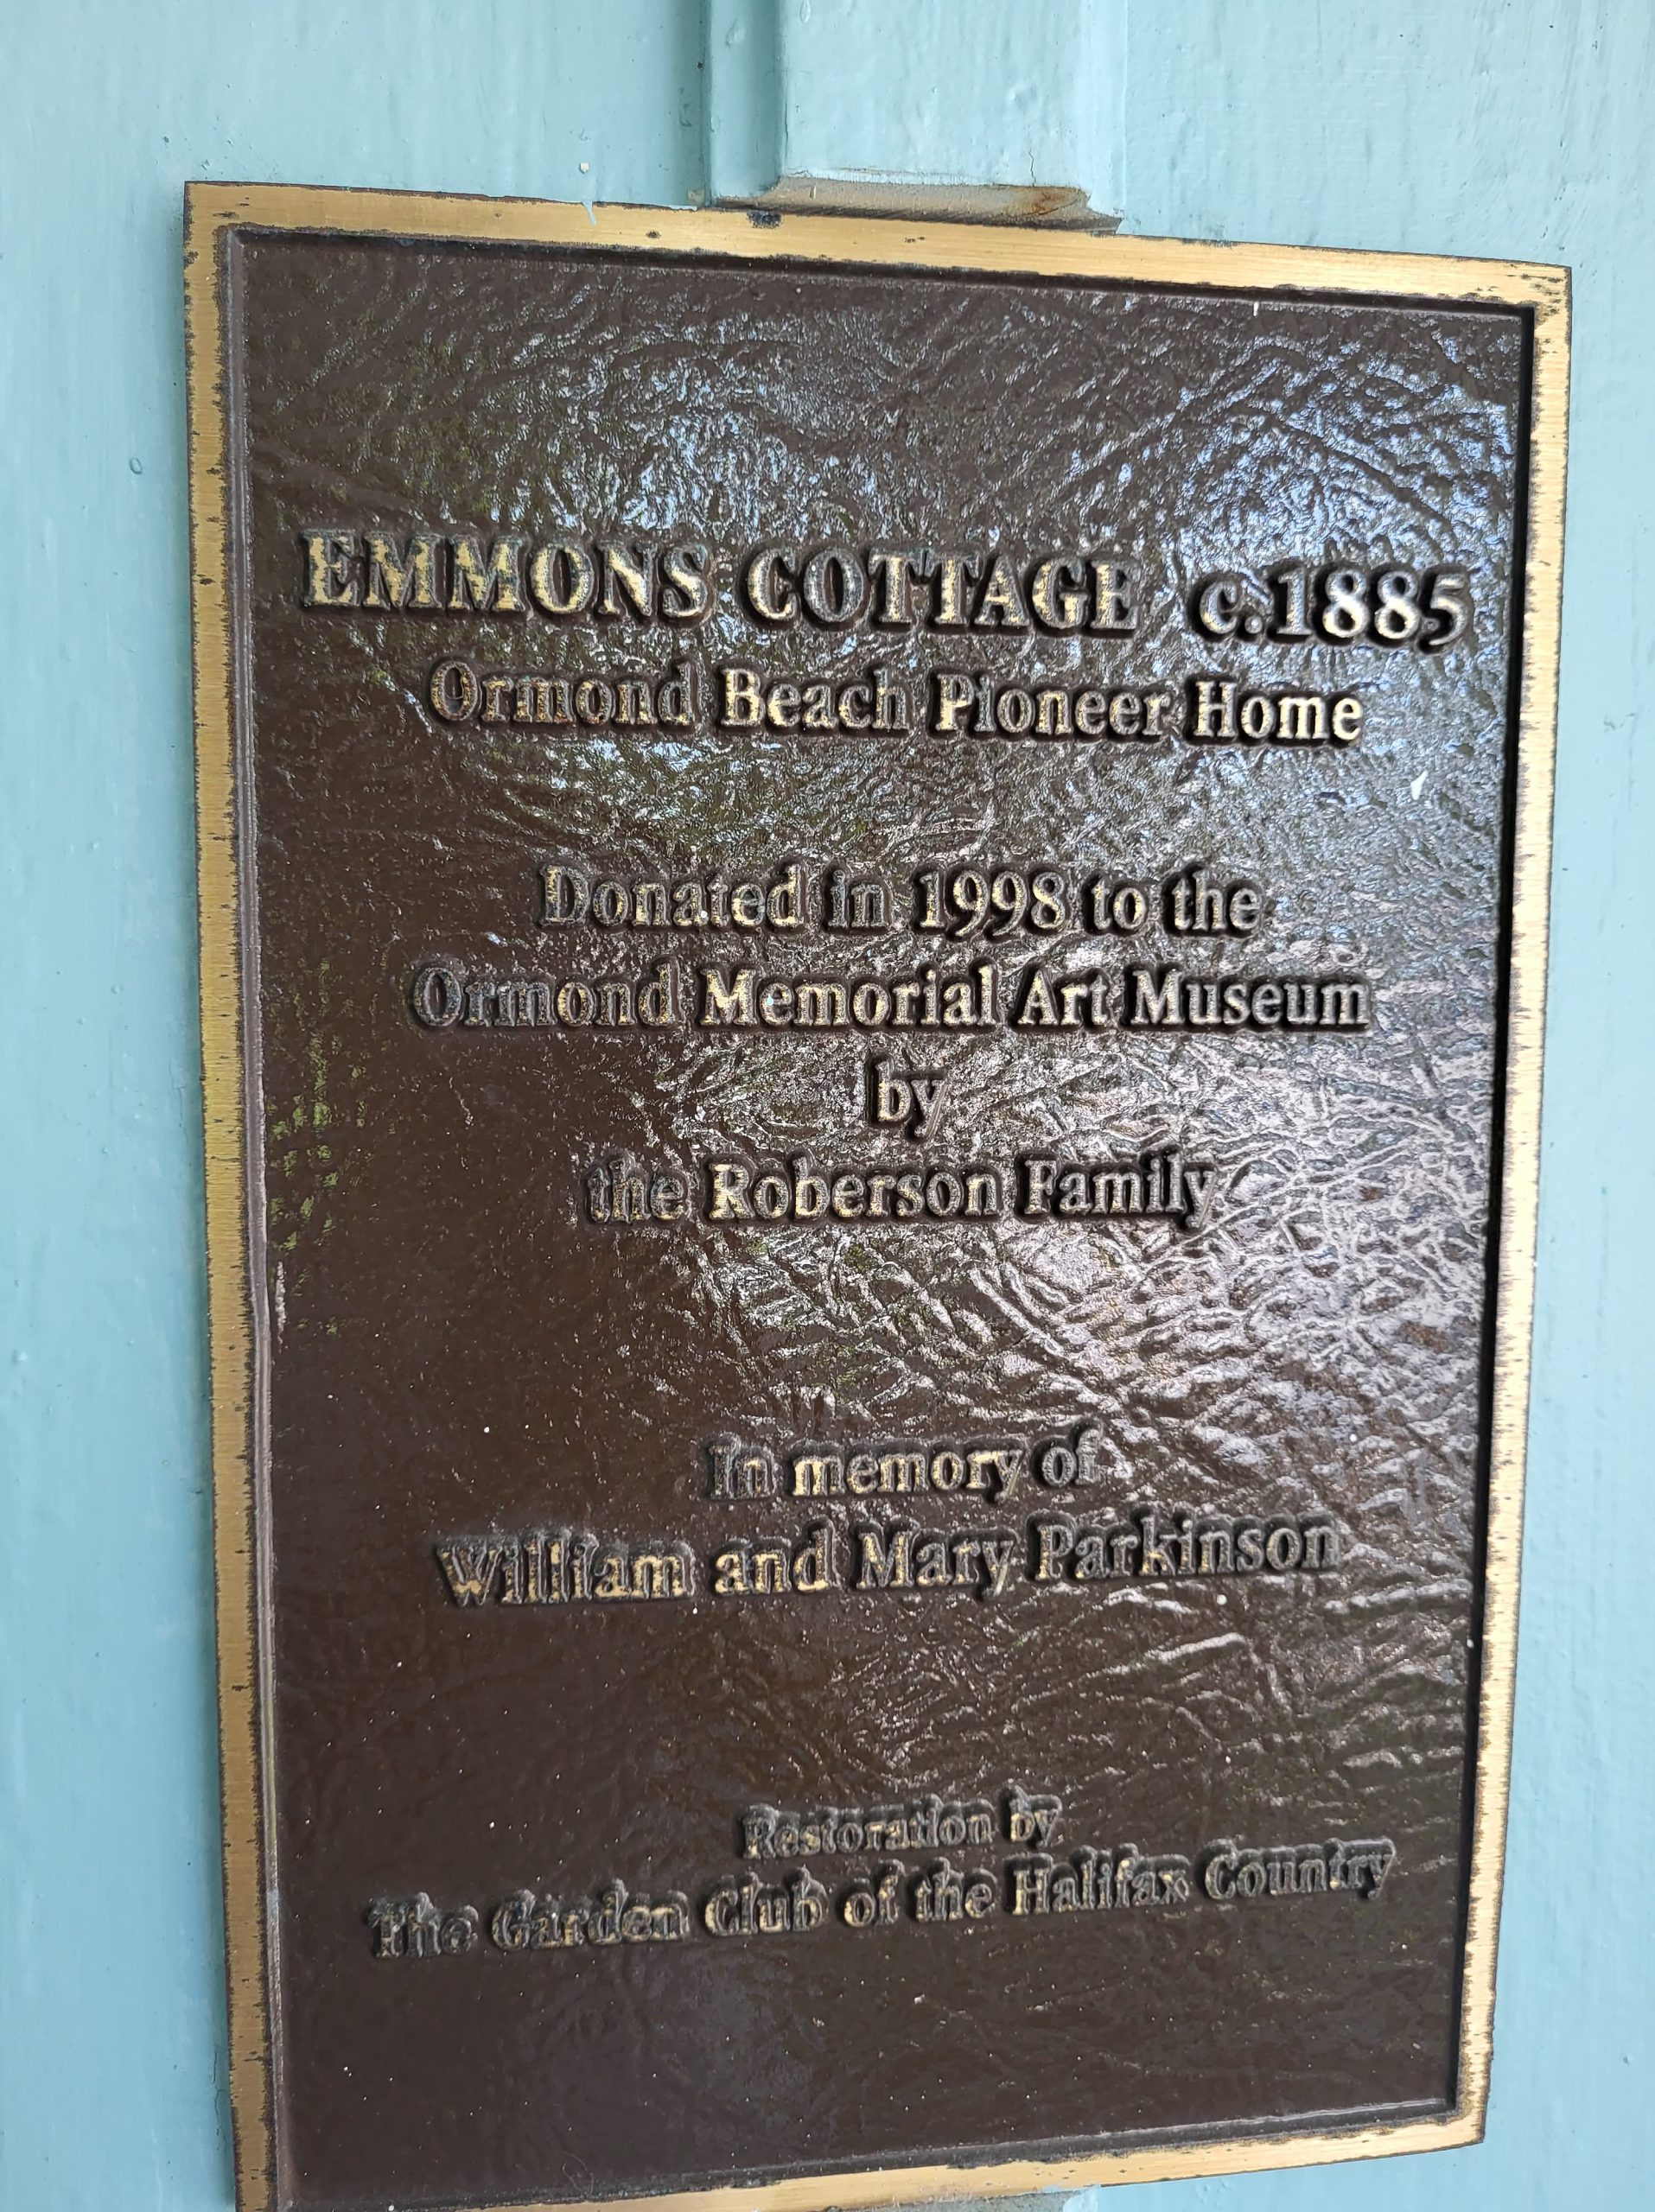 EMMONS COTTAGE c.1885
Ormond Beach Pioneer Home
Donated in 1998 to the
Ormond Memorial Art Museum
by
the Roberson Family
In memory of
William and Mary Parkinson
Restoration by
The Garden Club of the Halifax Country